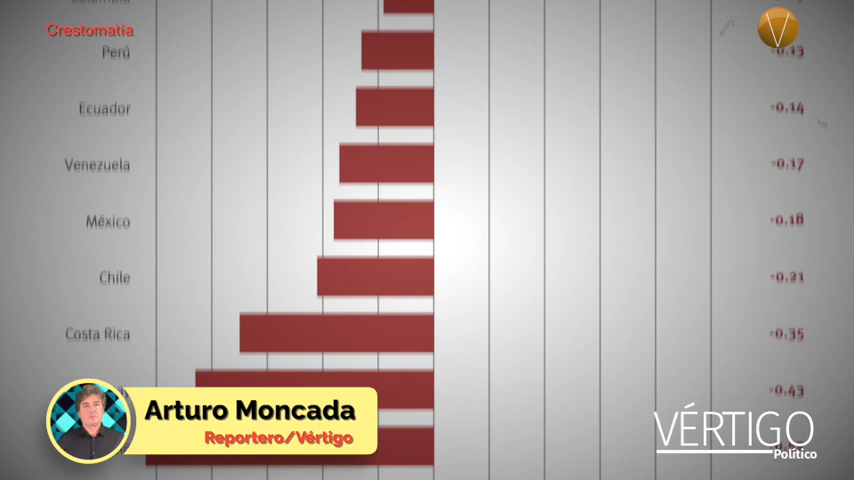 Crestomatía
Perú -0.13
Ecuador -0.14
Venezuela -0.17
México -0.18
Chile -0.21
Costa Rica -0.35
-0.43
Arturo Moncada
Reportero/Vértigo
V
VÉRTIGO
Político